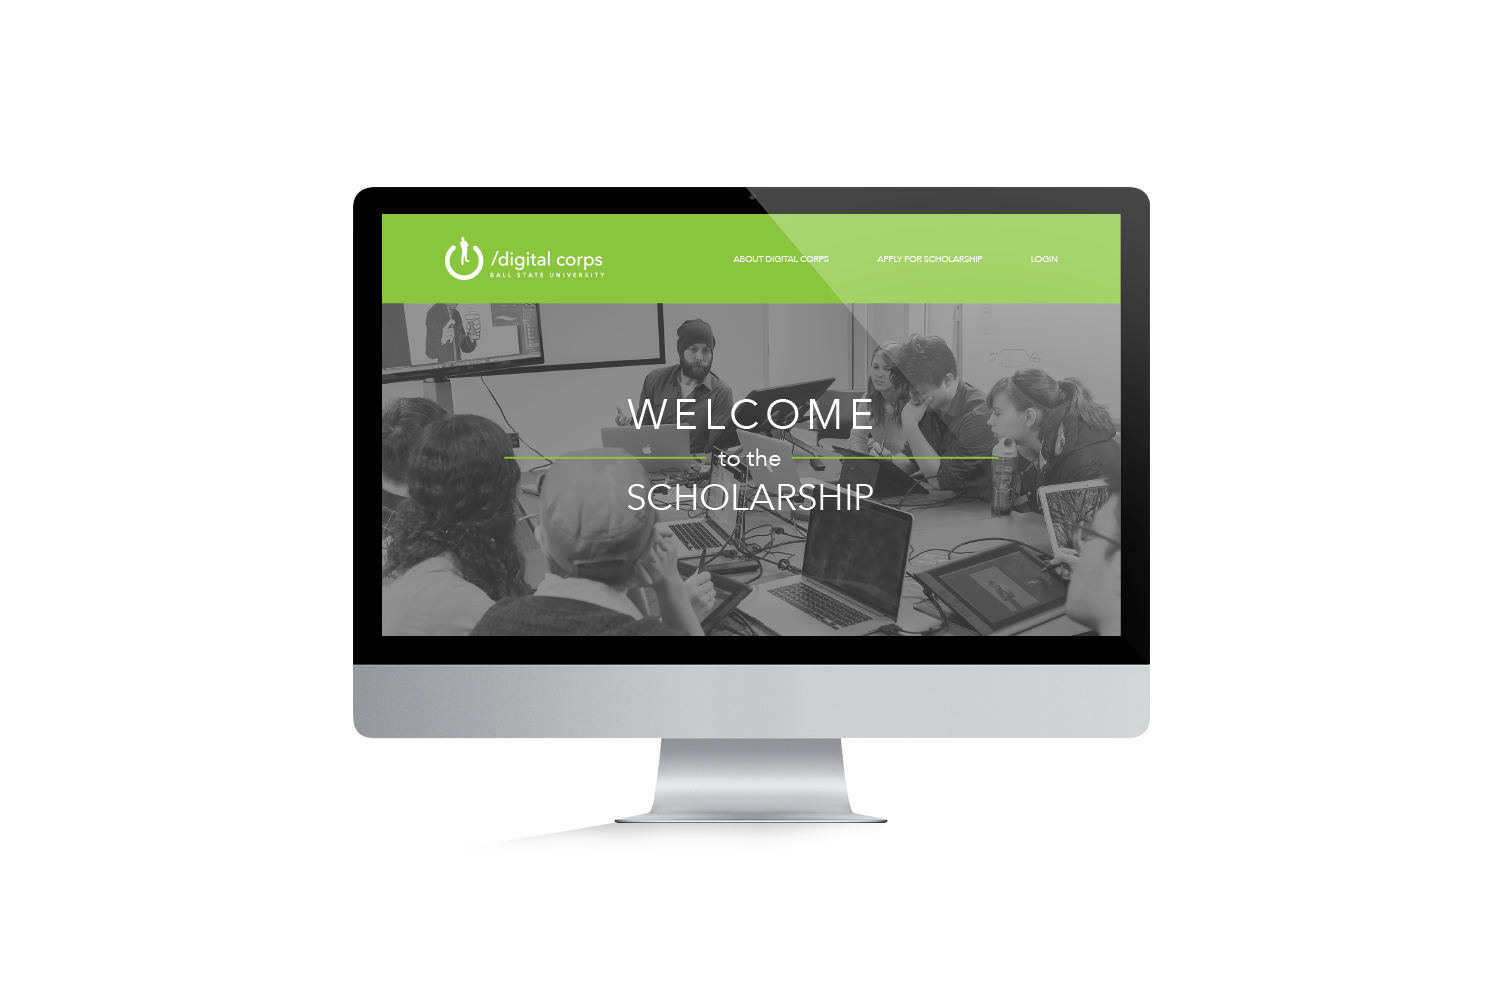 /digital corps
BALL STATE UNIVERSITY
ABOUT DIGITAL CORPS
APPLY FOR SCHOLARSHIP
LOGIN
WELCOME
to the
SCHOLARSHIP